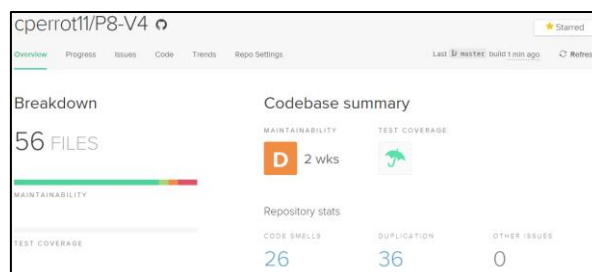 cperrot11/P8-V4
Starred
Overview Progress Issues Code Trends Repo Settings
Last master build 1 min ago Refres
Breakdown
56 FILES
MAINTAINABILITY
TEST COVERAGE
Codebase summary
MAINTAINABILITY TEST COVERAGE
D 2 wks
Repository stats
CODE SMELLS DUPLICATION OTHER ISSUES
26 36 0